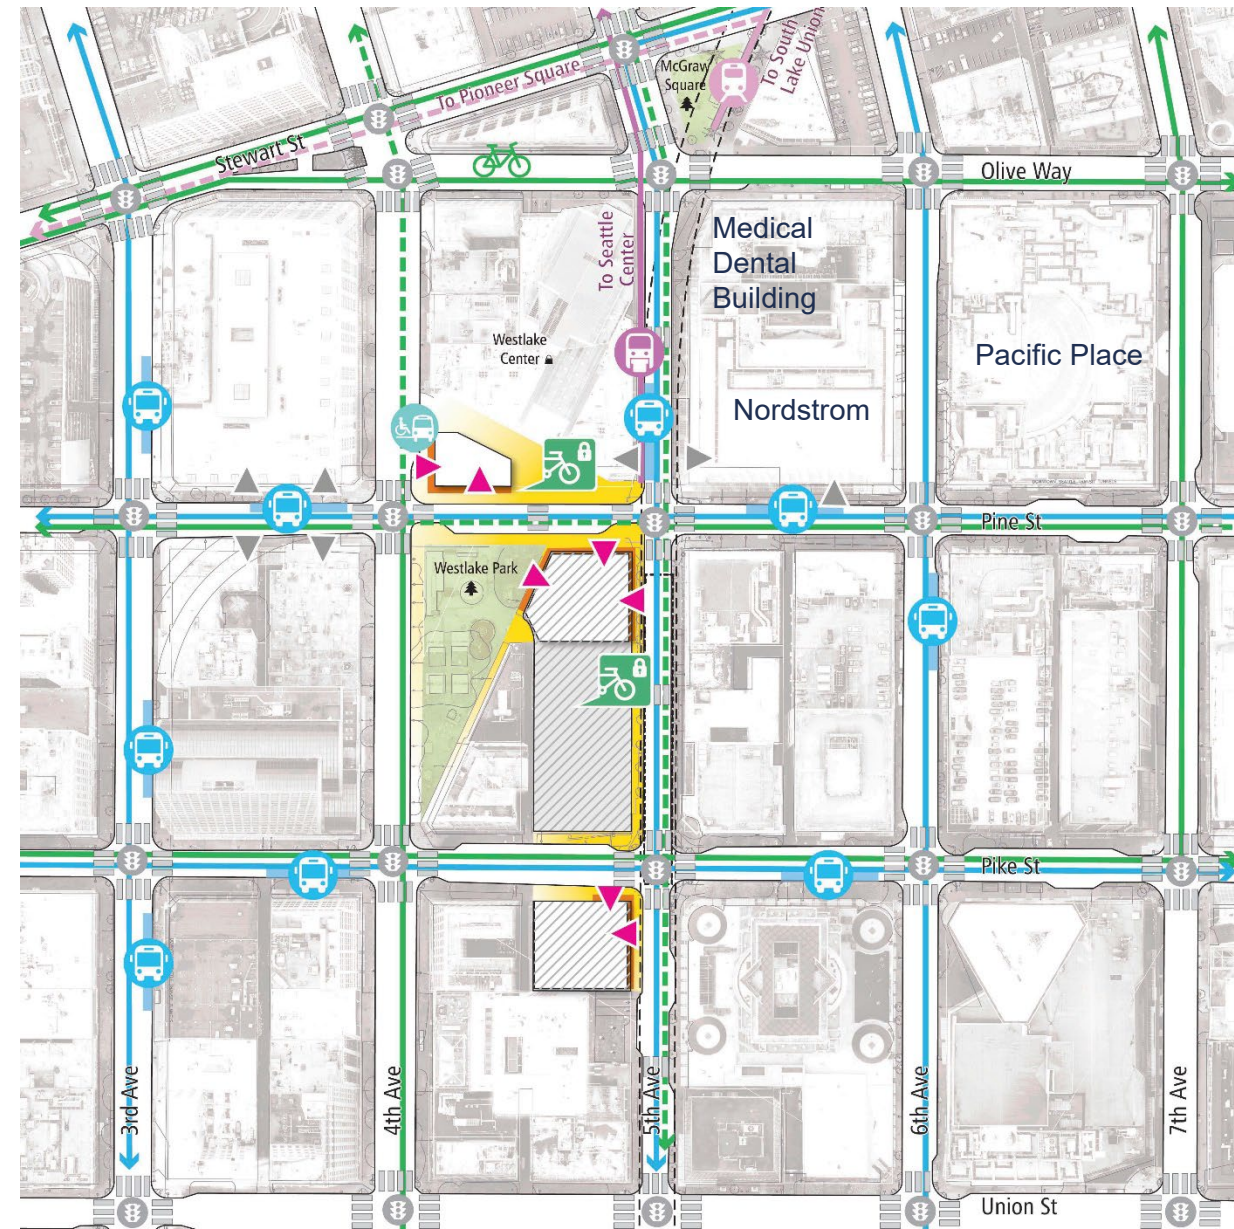 To South
Lake Union
McGraw
Square
To Pioneer Square
Stewart St
Olive Way
To Seattle
Center
Medical
Dental
Building
Westlake
Center
Pacific Place
Nordstrom
Pine St
Westlake Park
Pike St
3rd Ave
4th Ave
5th Ave
6th Ave
7th Ave
Union St